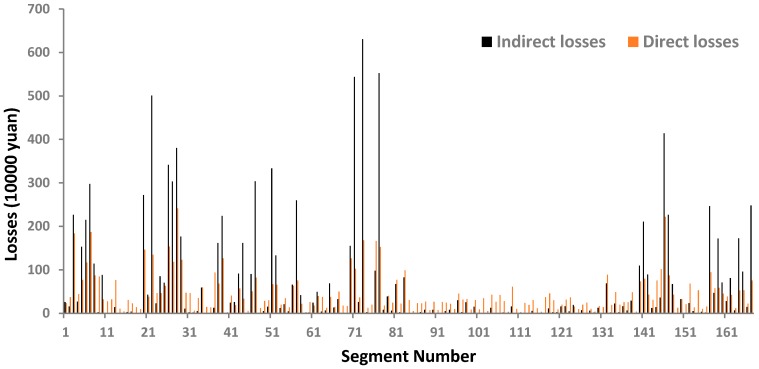 700
600
500
400
300
200
100
0
Losses (10000 yuan)
Indirect losses Direct losses
1 11 21 31 41 51 61 71 81 91 101 111 121 131 141 151 161
Segment Number